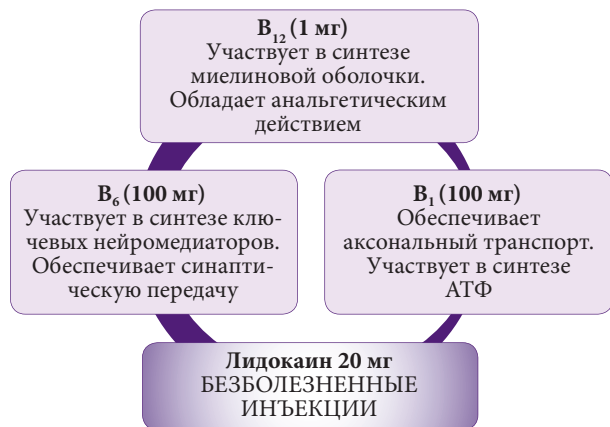 B₁₂ (1 мг)
Участвует в синтезе
миелиновой оболочки.
Обладает анальгетическим
действием
B₆ (100 мг)
Участвует в синтезе клю-
чевых нейромедиаторов.
Обеспечивает синапти-
ческую передачу
B₁ (100 мг)
Обеспечивает
аксональный транспорт.
Участвует в синтезе
АТФ
Лидокаин 20 мг
БЕЗБОЛЕЗНЕННЫЕ
ИНЪЕКЦИИ